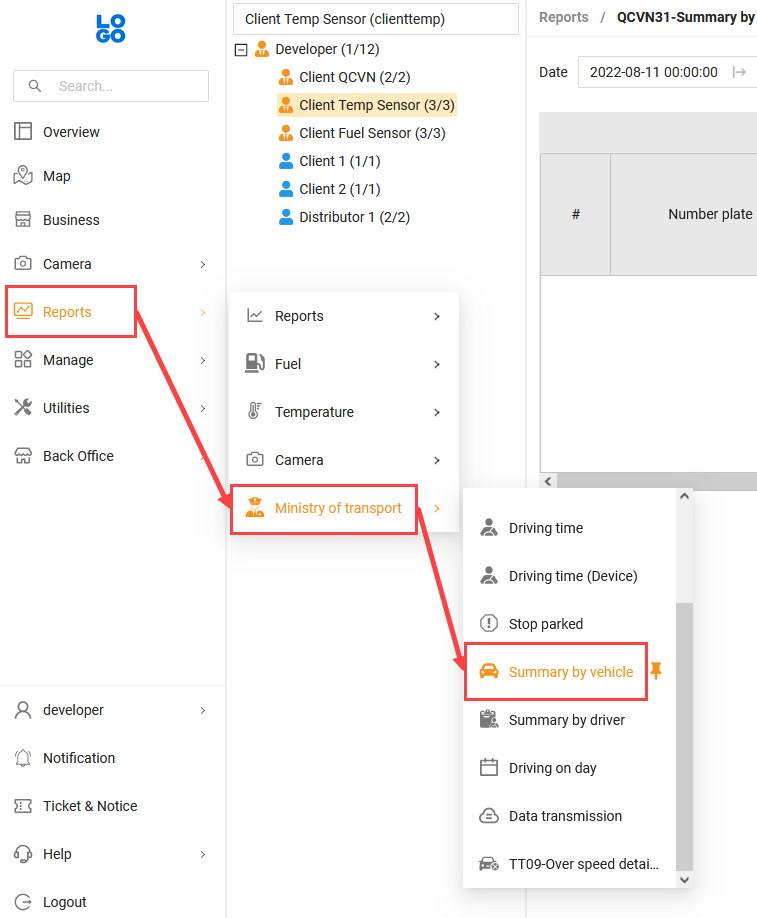 LO
GO
Search...
Overview
Map
Business
Camera
Reports
Manage
Utilities
Back Office
developer
Notification
Ticket & Notice
Help
Logout
Client Temp Sensor (clienttemp)
Developer (1/12)
Client QCVN (2/2)
Client Temp Sensor (3/3)
Client Fuel Sensor (3/3)
Client 1 (1/1)
Client 2 (1/1)
Distributor 1 (2/2)
Reports
Fuel
Temperature
Camera
Ministry of transport
Driving time
Driving time (Device)
Stop parked
Summary by vehicle
Summary by driver
Driving on day
Data transmission
TT09-Over speed detai...
Reports / QCVN31-Summary by
Date 2022-08-11 00:00:00
# Number plate